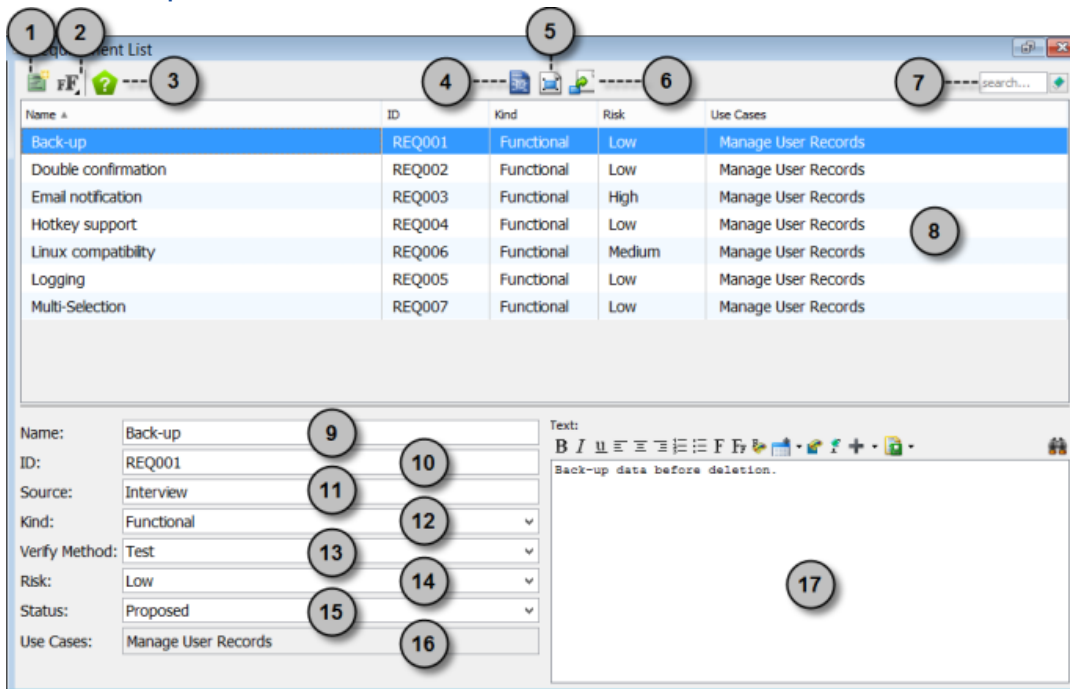 1 2 5
Requirement List
3 4 6 7 search...
Name ID Kind Risk Use Cases
Back-up REQ001 Functional Low Manage User Records
Double confirmation REQ002 Functional Low Manage User Records
Email notification REQ003 Functional High Manage User Records
Hotkey support REQ004 Functional Low Manage User Records
8
Linux compatibility REQ006 Functional Medium Manage User Records
Logging REQ005 Functional Low Manage User Records
Multi-Selection REQ007 Functional Low Manage User Records
Name: Back-up 9
ID: REQ001 10
Source: Interview 11
Kind: Functional 12
Verify Method: Test 13
Risk: Low 14
Status: Proposed 15
Use Cases: Manage User Records 16
Text:
B I u F
Back-up data before deletion.
17